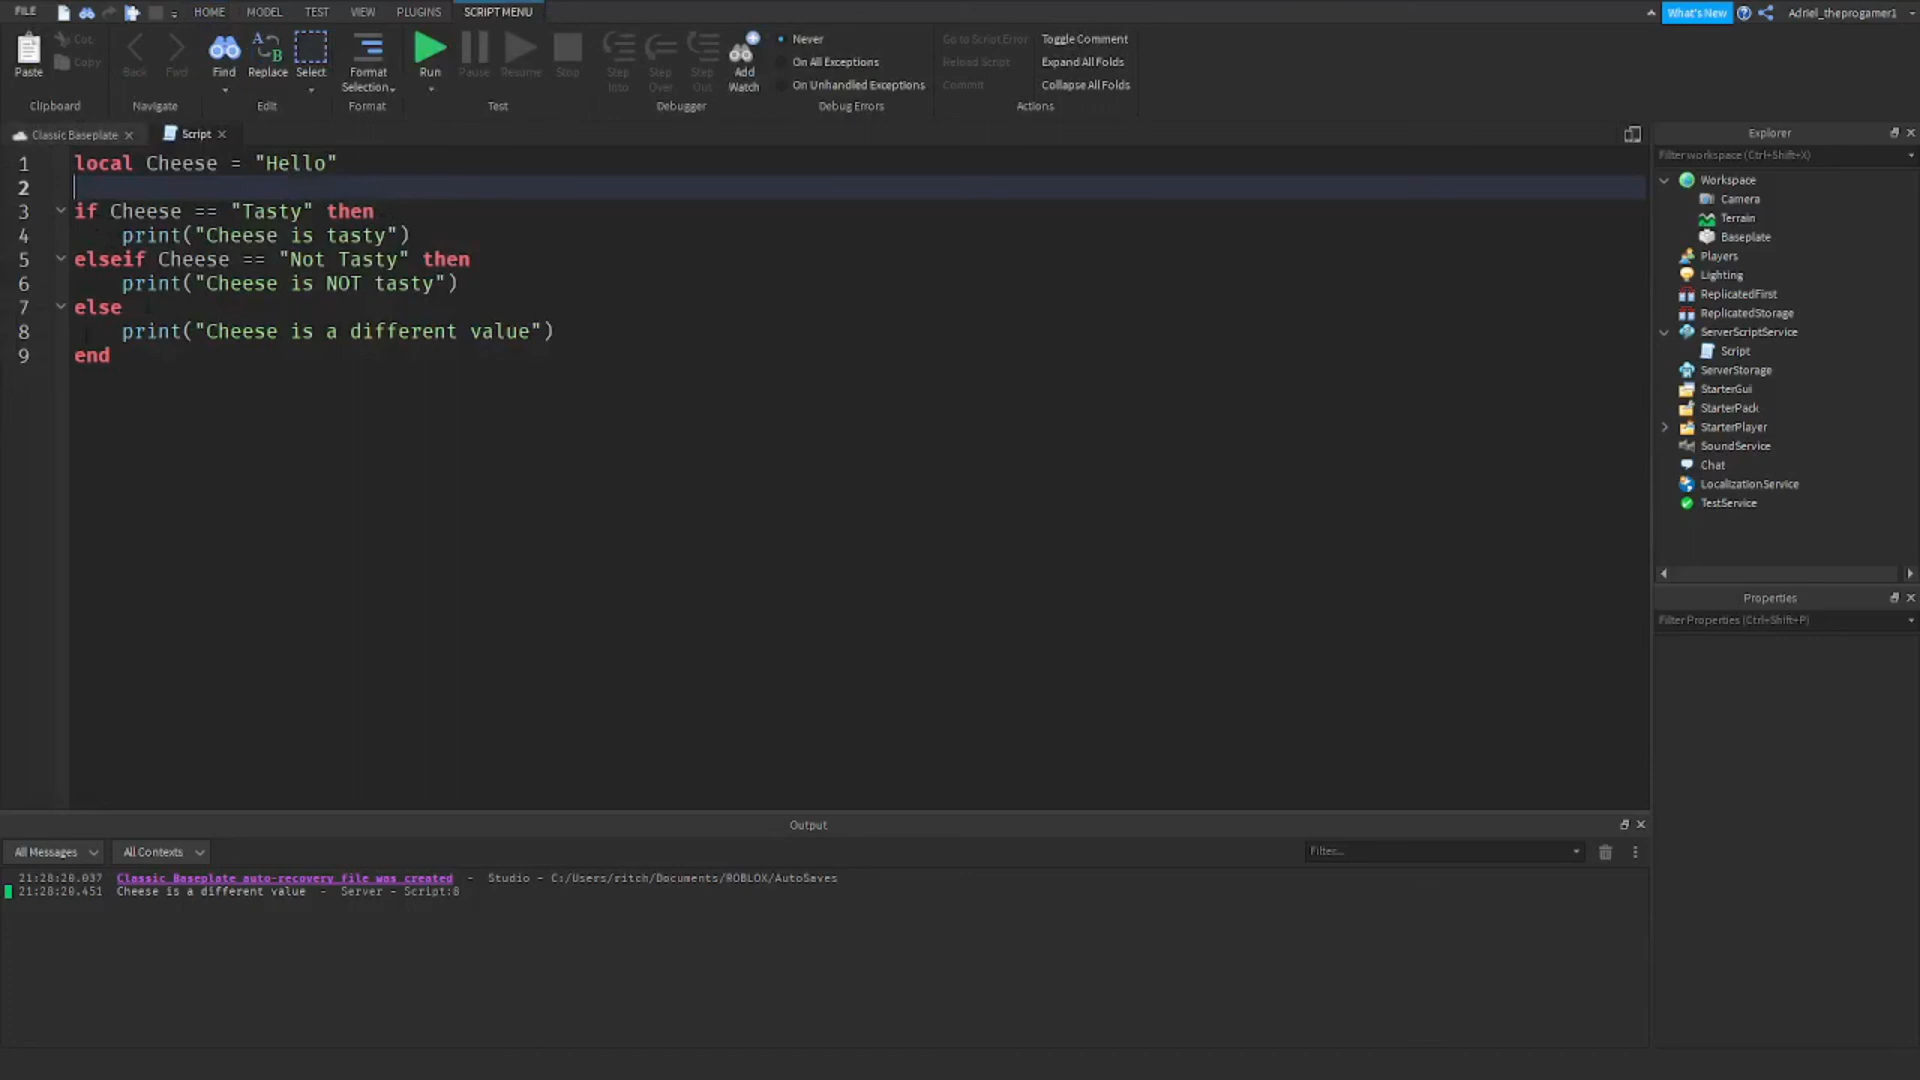 FILE HOME MODEL TEST VIEW PLUGINS SCRIPT MENU What's New Adriel_theprogamer1
Paste Cut Copy Back Fwd Find Replace Select Format Selection Run Pause Resume Stop Step Into Step Over Step Out Add Watch
Never
On All Exceptions
On Unhandled Exceptions
Go to Script Error
Reload Script
Commit
Toggle Comment
Expand All Folds
Collapse All Folds
Clipboard Navigate Edit Format Test Debugger Debug Errors Actions
Classic Baseplate Script
1 local Cheese = "Hello"
2
3 if Cheese == "Tasty" then
4 print("Cheese is tasty")
5 elseif Cheese == "Not Tasty" then
6 print("Cheese is NOT tasty")
7 else
8 print("Cheese is a different value")
9 end
Explorer
Filter workspace (Ctrl+Shift+X)
Workspace
Camera
Terrain
Baseplate
Players
Lighting
ReplicatedFirst
ReplicatedStorage
ServerScriptService
Script
ServerStorage
StarterGui
StarterPack
StarterPlayer
SoundService
Chat
LocalizationService
TestService
Properties
Filter Properties (Ctrl+Shift+P)
Output
All Messages All Contexts Filter...
21:28:20.037 Classic Baseplate auto-recovery file was created - Studio - C:/Users/ritch/Documents/ROBLOX/AutoSaves
21:28:20.451 Cheese is a different value - Server - Script:8